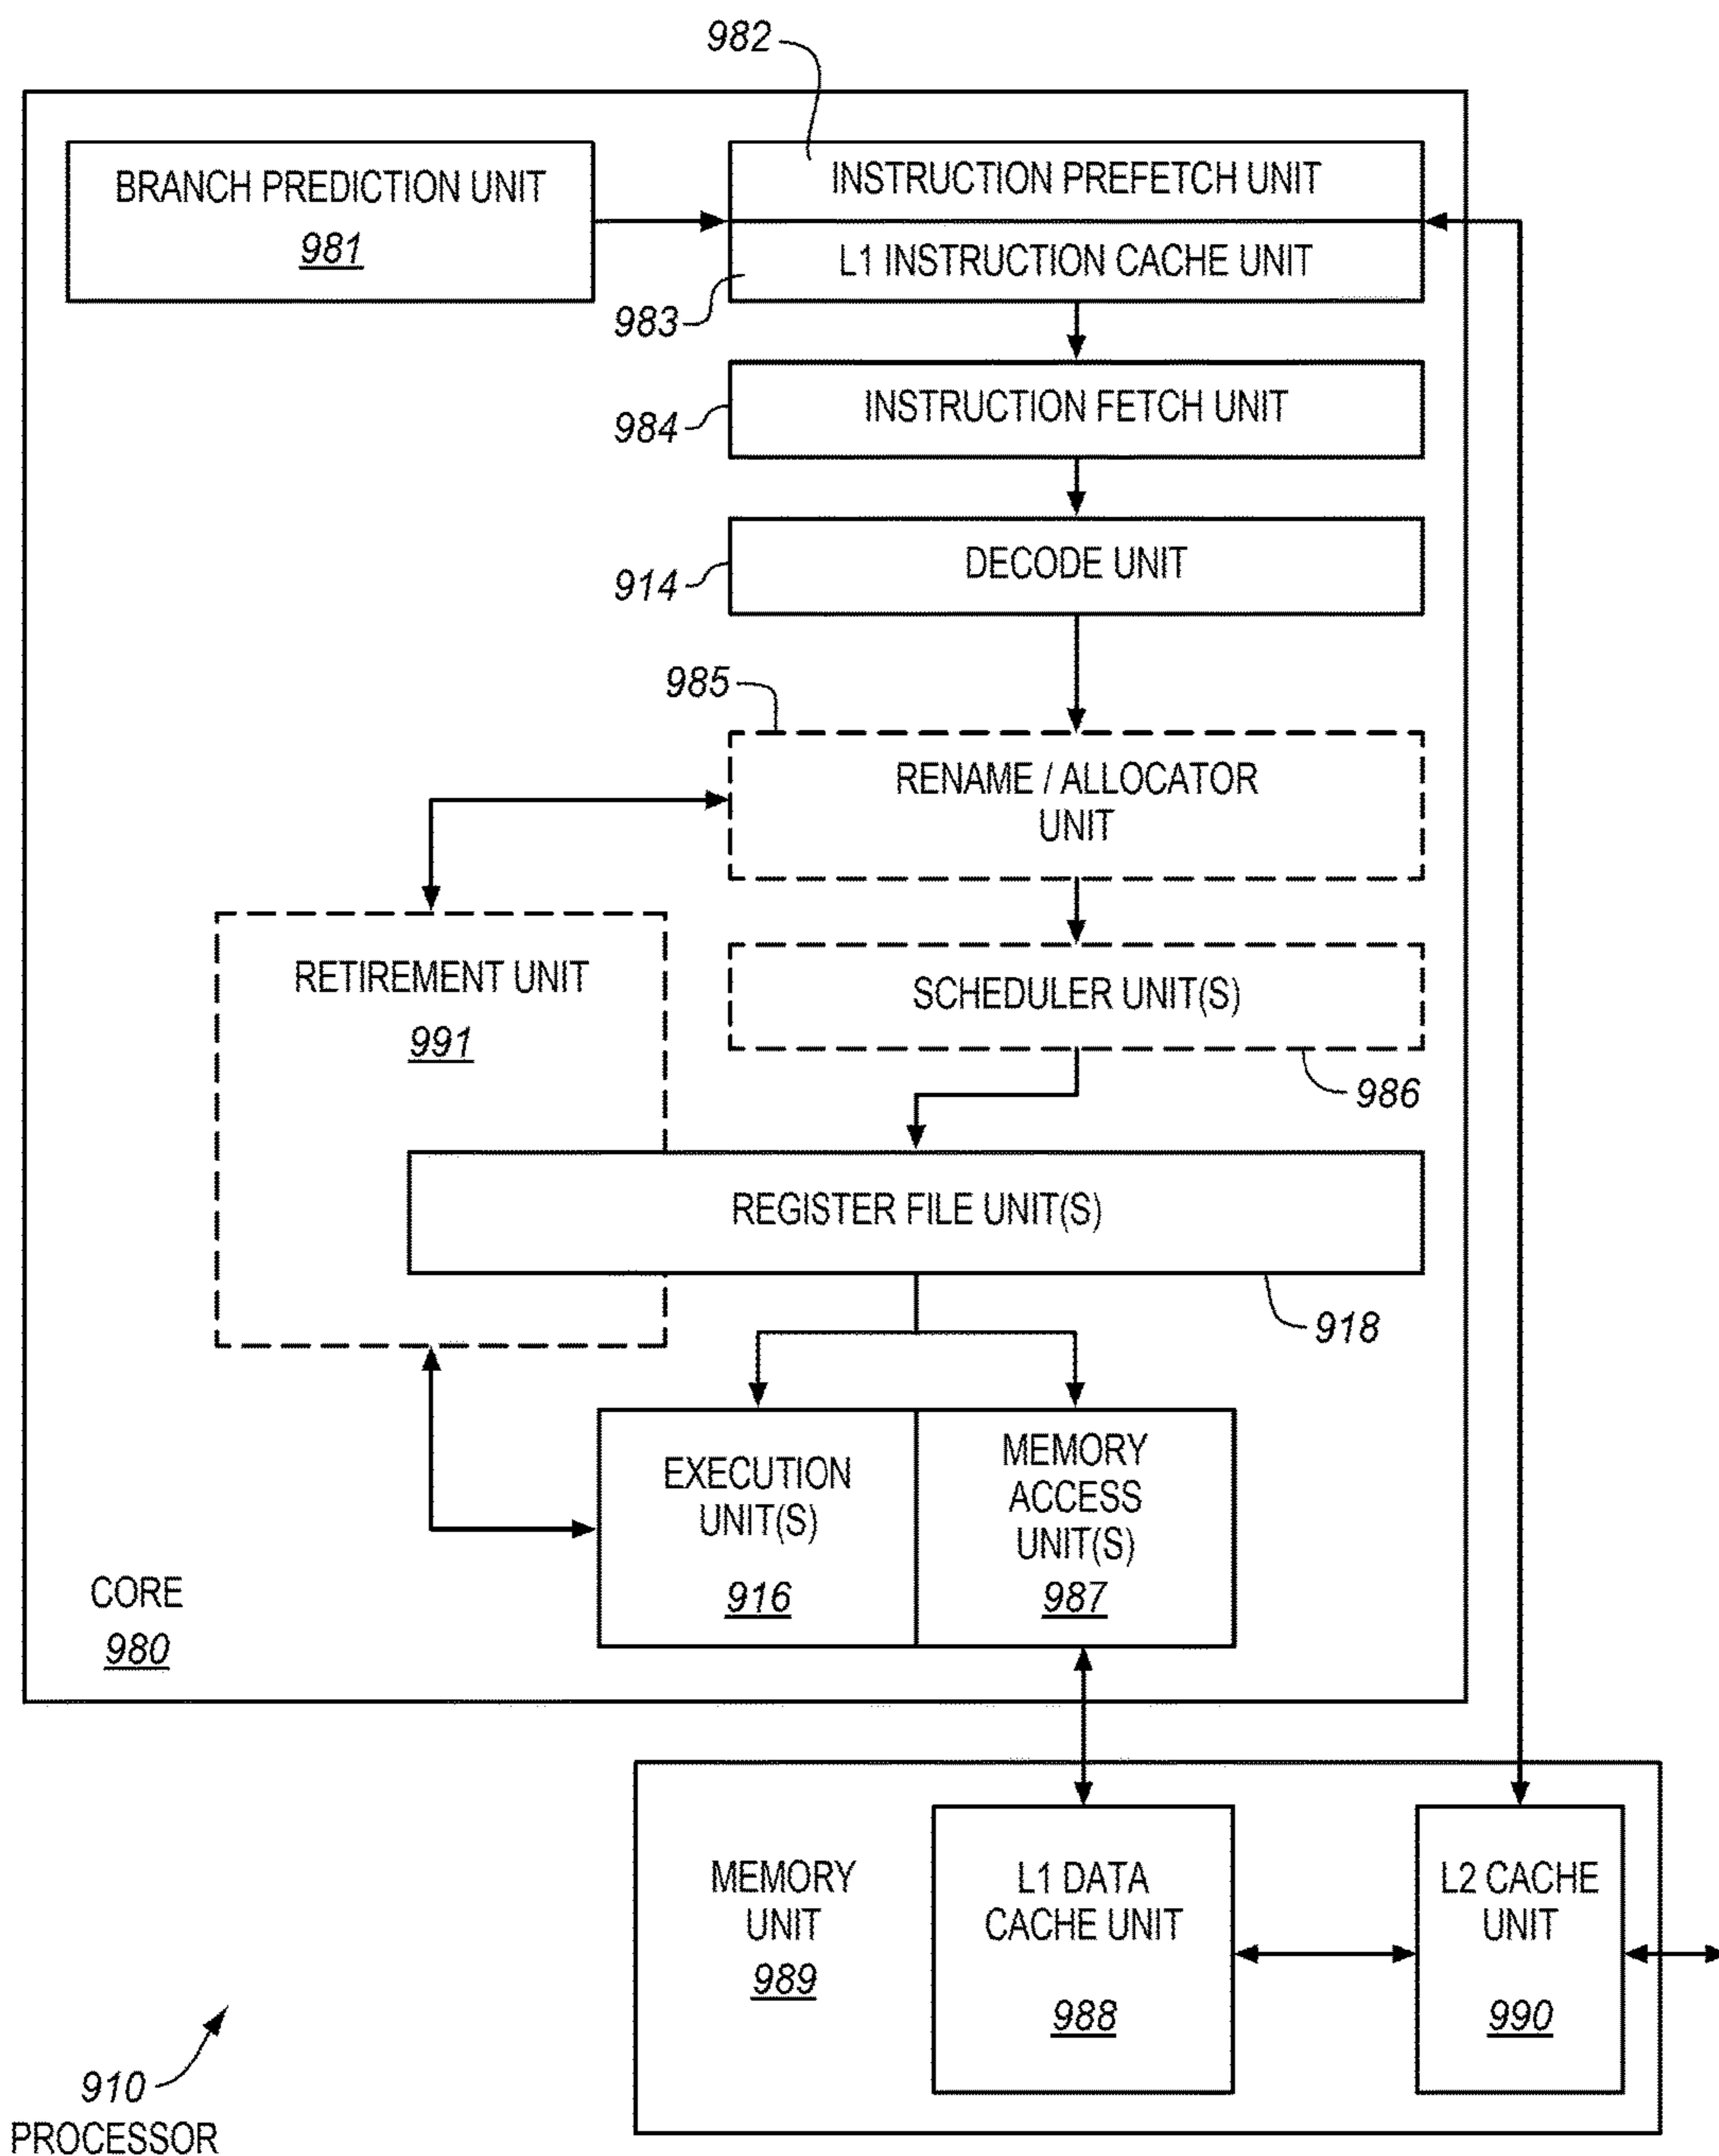 982
BRANCH PREDICTION UNIT
981
INSTRUCTION PREFETCH UNIT
L1 INSTRUCTION CACHE UNIT
983
INSTRUCTION FETCH UNIT
984
DECODE UNIT
914
985
RENAME / ALLOCATOR
UNIT
RETIREMENT UNIT
991
SCHEDULER UNIT(S)
986
REGISTER FILE UNIT(S)
918
EXECUTION
UNIT(S)
916
MEMORY
ACCESS
UNIT(S)
987
CORE
980
MEMORY
UNIT
989
L1 DATA
CACHE UNIT
988
L2 CACHE
UNIT
990
910
PROCESSOR